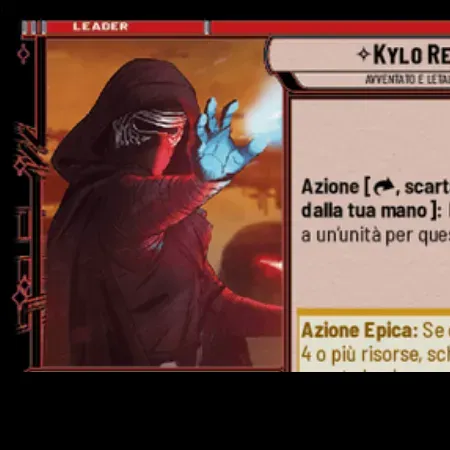 LEADER
KYLO RE
AVVENTATO E LETAL
Azione [ , scart
dalla tua mano]:
a un'unità per ques
Azione Epica: Se
4 o più risorse, sch